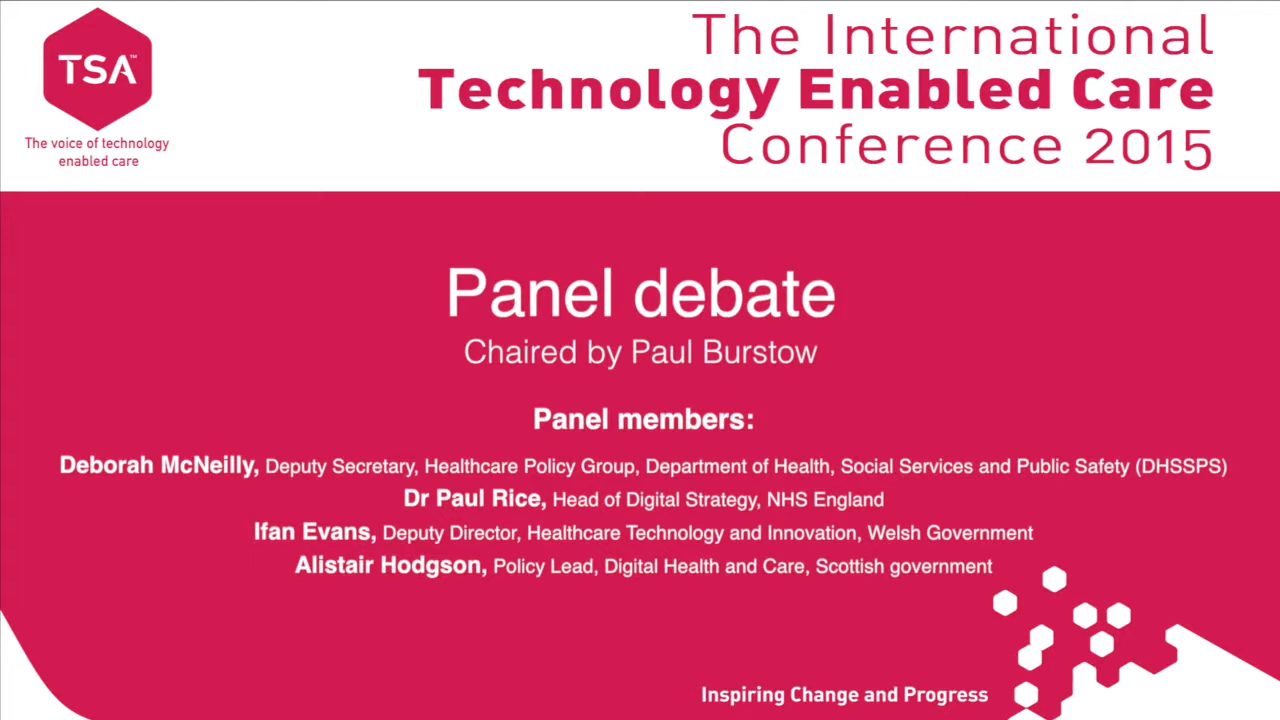 TSA™
The voice of technology
enabled care
The International
Technology Enabled Care
Conference 2015
Panel debate
Chaired by Paul Burstow
Panel members:
Deborah McNeilly, Deputy Secretary, Healthcare Policy Group, Department of Health, Social Services and Public Safety (DHSSPS)
Dr Paul Rice, Head of Digital Strategy, NHS England
Ifan Evans, Deputy Director, Healthcare Technology and Innovation, Welsh Government
Alistair Hodgson, Policy Lead, Digital Health and Care, Scottish government
Inspiring Change and Progress